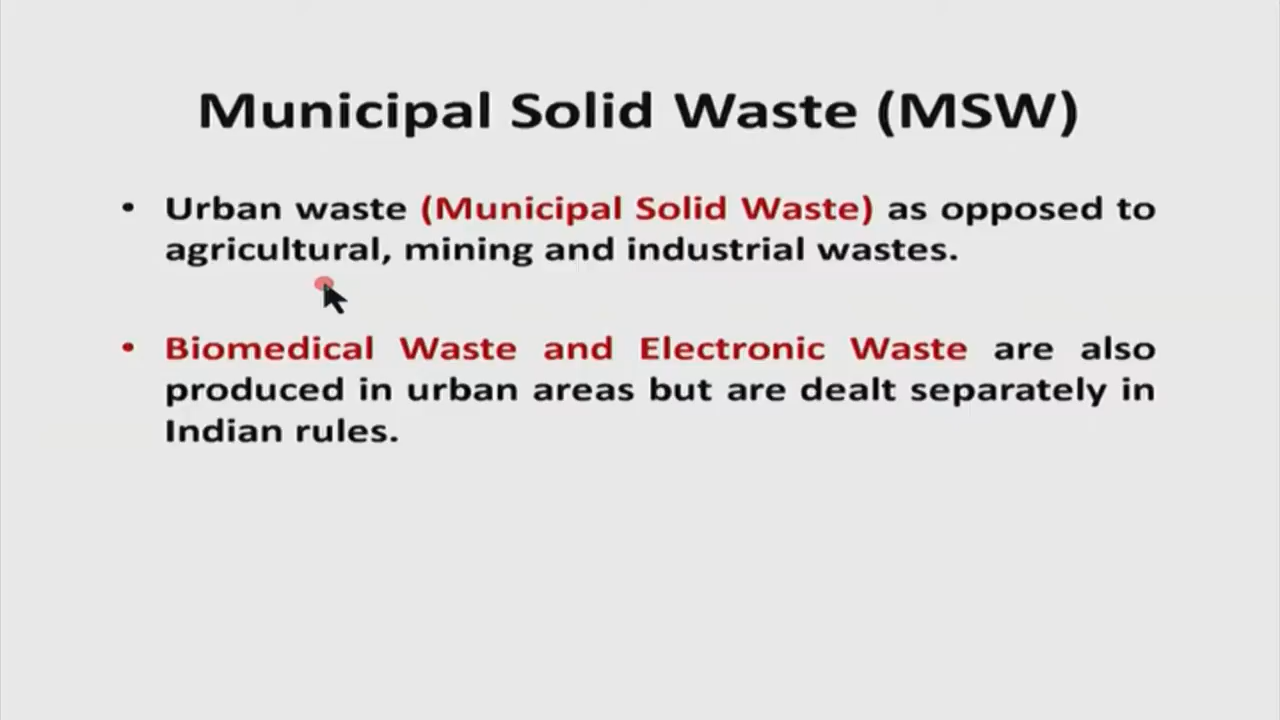 Municipal Solid Waste (MSW)
• Urban waste (Municipal Solid Waste) as opposed to
agricultural, mining and industrial wastes.
• Biomedical Waste and Electronic Waste are also
produced in urban areas but are dealt separately in
Indian rules.